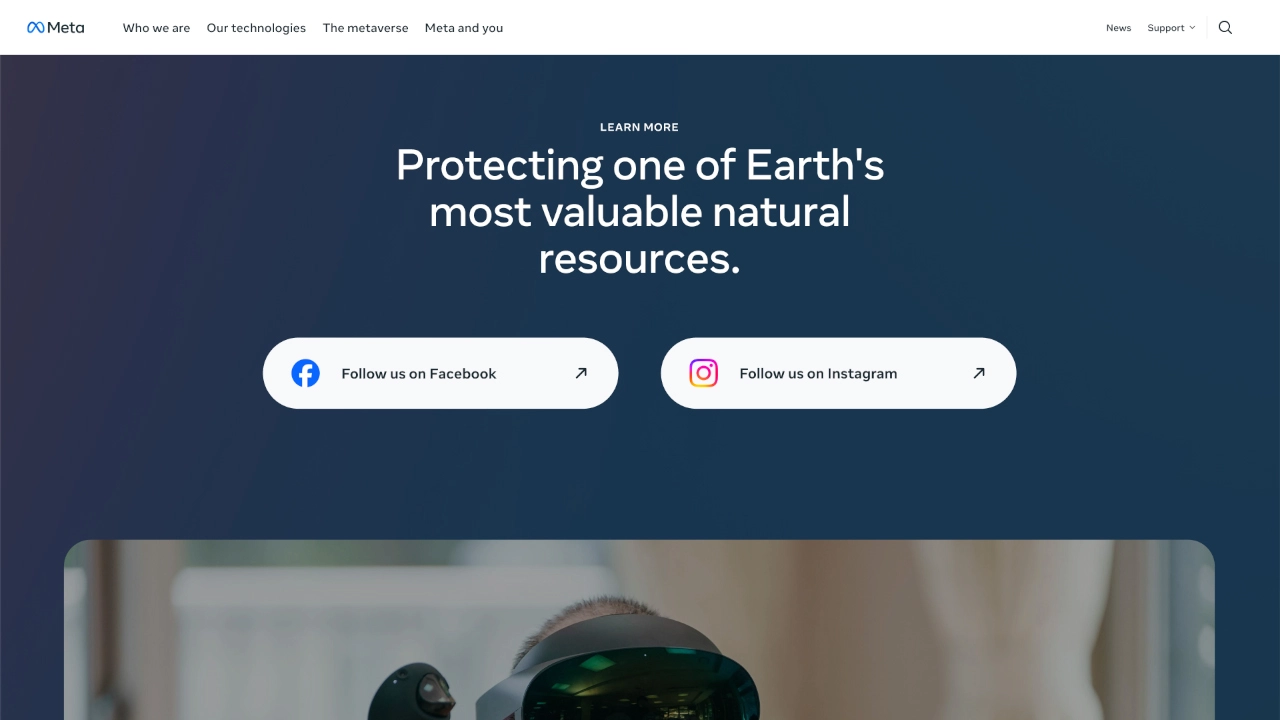 Meta
Who we are
Our technologies
The metaverse
Meta and you
News
Support
LEARN MORE
Protecting one of Earth's
most valuable natural
resources.
Follow us on Facebook
Follow us on Instagram